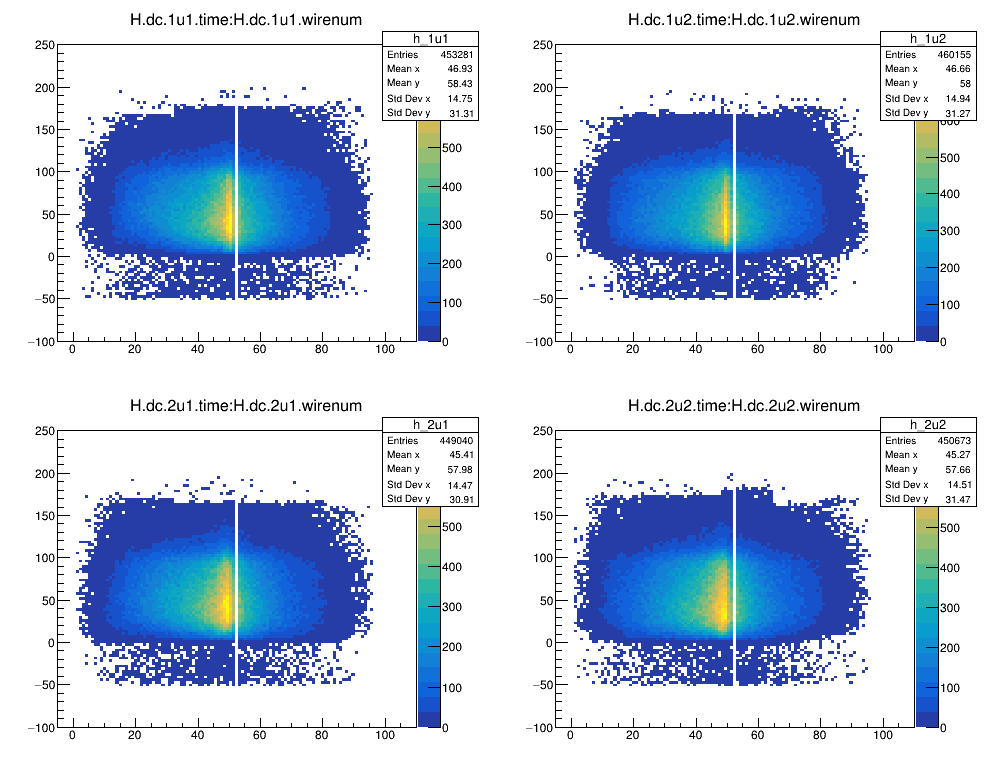 H.dc.1u1.time:H.dc.1u1.wirenum
h_1u1
Entries 453281
Mean x 46.93
Mean y 58.43
Std Dev x 14.75
Std Dev y 31.31
250
200
150
100
50
0
−50
−100
0 20 40 60 80 100
500
400
300
200
100
0
H.dc.1u2.time:H.dc.1u2.wirenum
h_1u2
Entries 460155
Mean x 46.66
Mean y 58
Std Dev x 14.94
Std Dev y 31.27
250
200
150
100
50
0
−50
−100
0 20 40 60 80 100
600
500
400
300
200
100
0
H.dc.2u1.time:H.dc.2u1.wirenum
h_2u1
Entries 449040
Mean x 45.41
Mean y 57.98
Std Dev x 14.47
Std Dev y 30.91
250
200
150
100
50
0
−50
−100
0 20 40 60 80 100
500
400
300
200
100
0
H.dc.2u2.time:H.dc.2u2.wirenum
h_2u2
Entries 450673
Mean x 45.27
Mean y 57.66
Std Dev x 14.51
Std Dev y 31.47
250
200
150
100
50
0
−50
−100
0 20 40 60 80 100
500
400
300
200
100
0